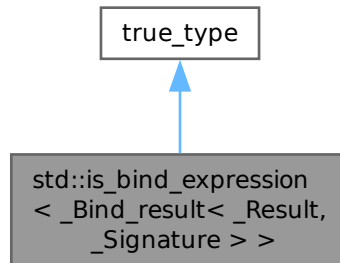 true_type
std::is_bind_expression
< _Bind_result< _Result,
_Signature > >